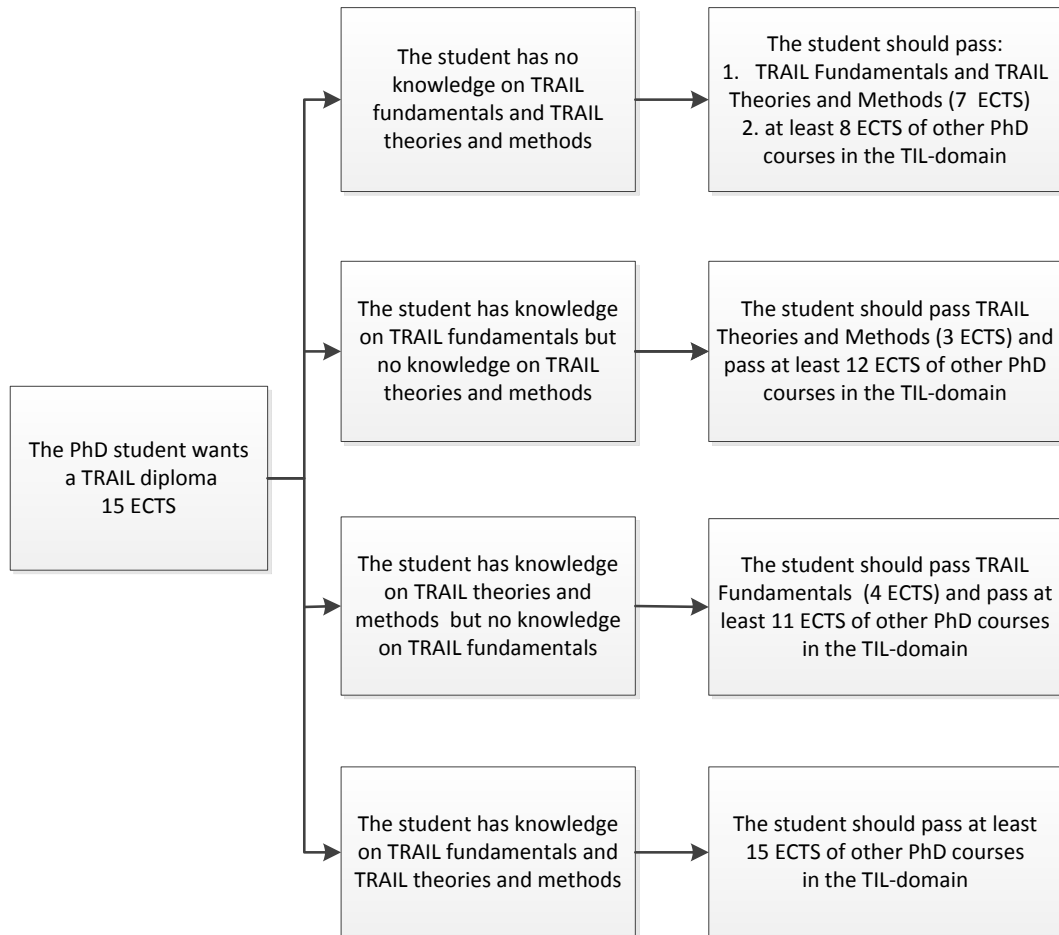 The student has no
knowledge on TRAIL
fundamentals and TRAIL
theories and methods
The student should pass:
1. TRAIL Fundamentals and TRAIL
Theories and Methods (7 ECTS)
2. at least 8 ECTS of other PhD
courses in the TIL-domain
The student has knowledge
on TRAIL fundamentals but
no knowledge on TRAIL
theories and methods
The student should pass TRAIL
Theories and Methods (3 ECTS) and
pass at least 12 ECTS of other PhD
courses in the TIL-domain
The PhD student wants
a TRAIL diploma
15 ECTS
The student has knowledge
on TRAIL theories and
methods but no knowledge
on TRAIL fundamentals
The student should pass TRAIL
Fundamentals (4 ECTS) and pass at
least 11 ECTS of other PhD courses
in the TIL-domain
The student has knowledge
on TRAIL fundamentals and
TRAIL theories and methods
The student should pass at least
15 ECTS of other PhD courses
in the TIL-domain